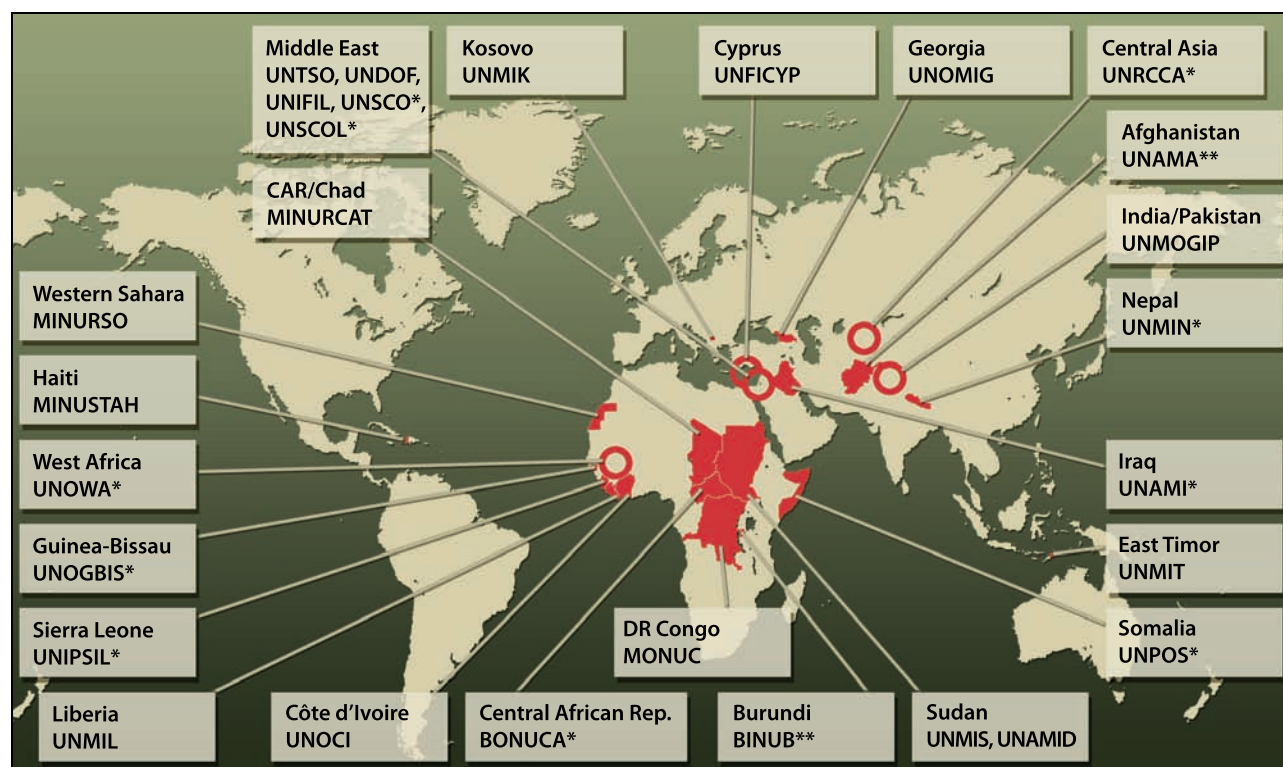 Middle East
UNTSO, UNDOF,
UNIFIL, UNSCO*,
UNSCOL*
Kosovo
UNMIK
Cyprus
UNFICYP
Georgia
UNOMIG
Central Asia
UNRCCA*
Afghanistan
UNAMA**
CAR/Chad
MINURCAT
India/Pakistan
UNMOGIP
Western Sahara
MINURSO
Nepal
UNMIN*
Haiti
MINUSTAH
West Africa
UNOWA*
Iraq
UNAMI*
Guinea-Bissau
UNOGBIS*
East Timor
UNMIT
Sierra Leone
UNIPSIL*
DR Congo
MONUC
Somalia
UNPOS*
Liberia
UNMIL
Côte d’Ivoire
UNOCI
Central African Rep.
BONUCA*
Burundi
BINUB**
Sudan
UNMIS, UNAMID